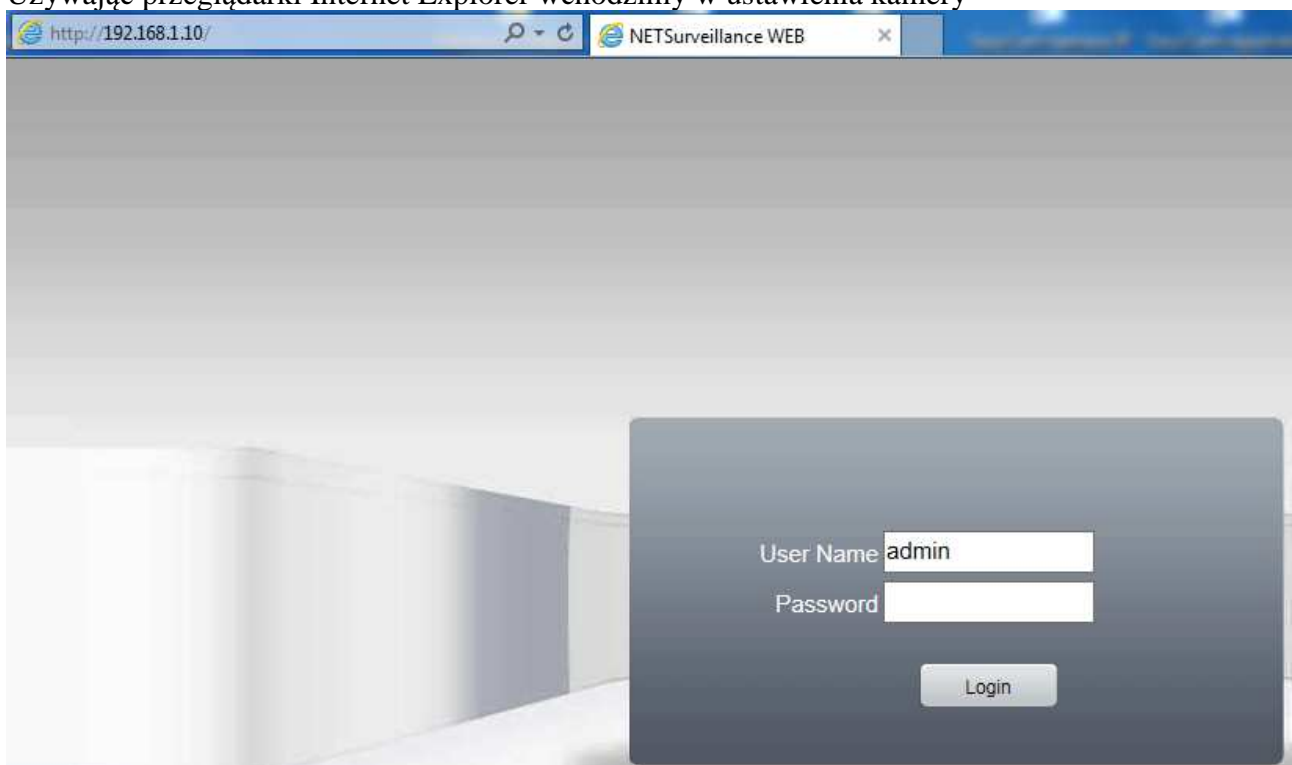 Używając przeglądarki Internet Explorer wchodzimy w ustawienia kamery
http://192.168.1.10/ NETSurveillance WEB
User Name admin
Password
Login